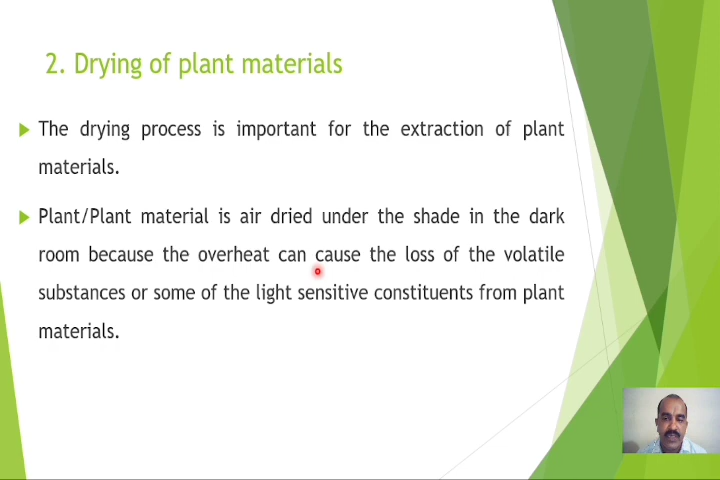 2. Drying of plant materials
The drying process is important for the extraction of plant
materials.
Plant/Plant material is air dried under the shade in the dark
room because the overheat can cause the loss of the volatile
substances or some of the light sensitive constituents from plant
materials.